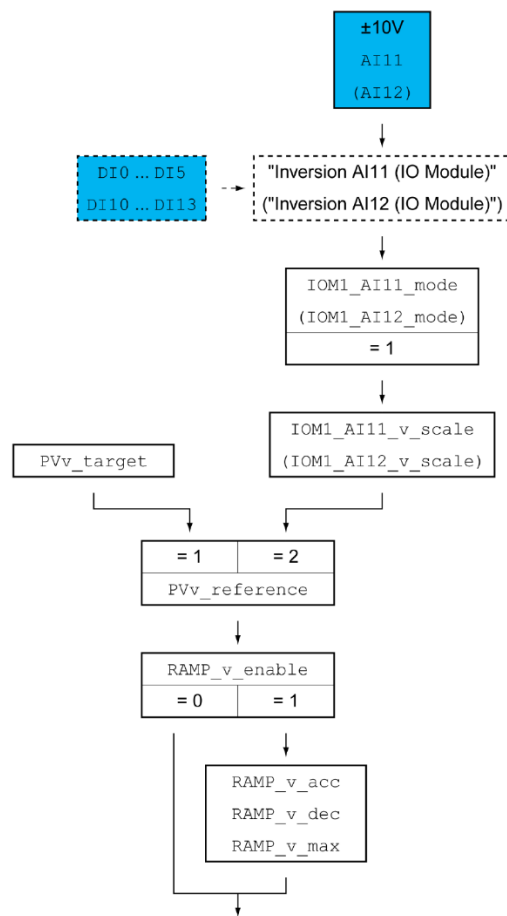 ±10V
AI11
(AI12)
DI0 ... DI5
DI10 ... DI13
"Inversion AI11 (IO Module)"
("Inversion AI12 (IO Module)")
IOM1_AI11_mode
(IOM1_AI12_mode)
= 1
IOM1_AI11_v_scale
(IOM1_AI12_v_scale)
PVv_target
= 1
= 2
PVv_reference
RAMP_v_enable
= 0
= 1
RAMP_v_acc
RAMP_v_dec
RAMP_v_max